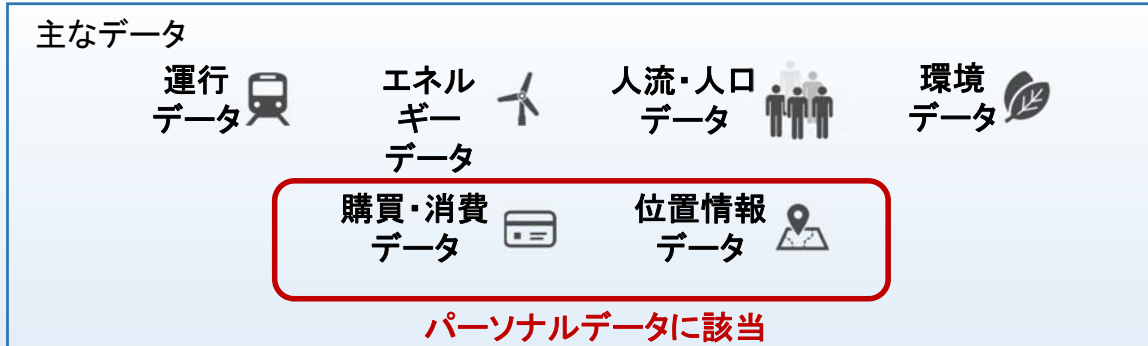 主なデータ
運行
データ
エネル
ギー
データ
人流・人口
データ
環境
データ
購買・消費
データ
位置情報
データ
パーソナルデータに該当